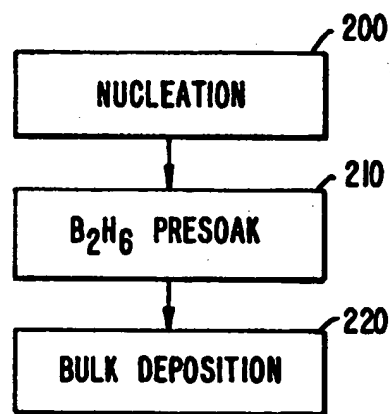 200
NUCLEATION
210
B₂H₆ PRESOAK
220
BULK DEPOSITION